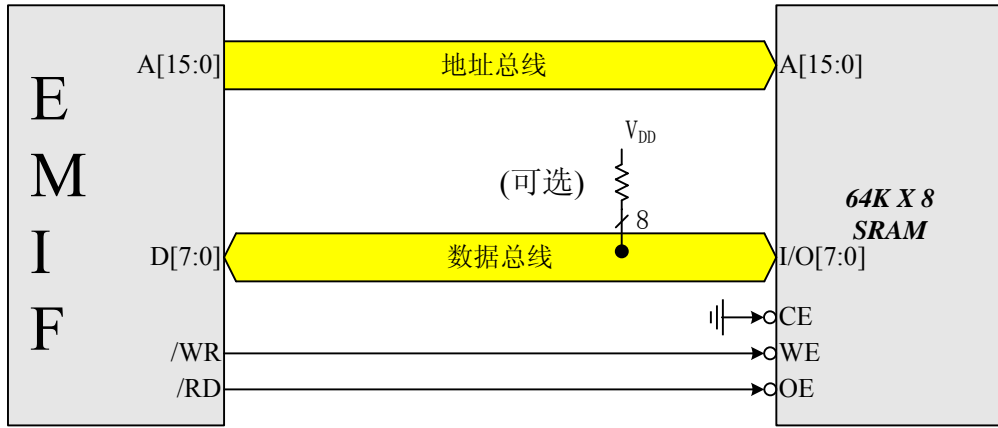 E
M
I
F
A[15:0]
地址总线
A[15:0]
VDD
(可选)
8
D[7:0]
数据总线
I/O[7:0]
64K X 8
SRAM
CE
/WR
WE
/RD
OE